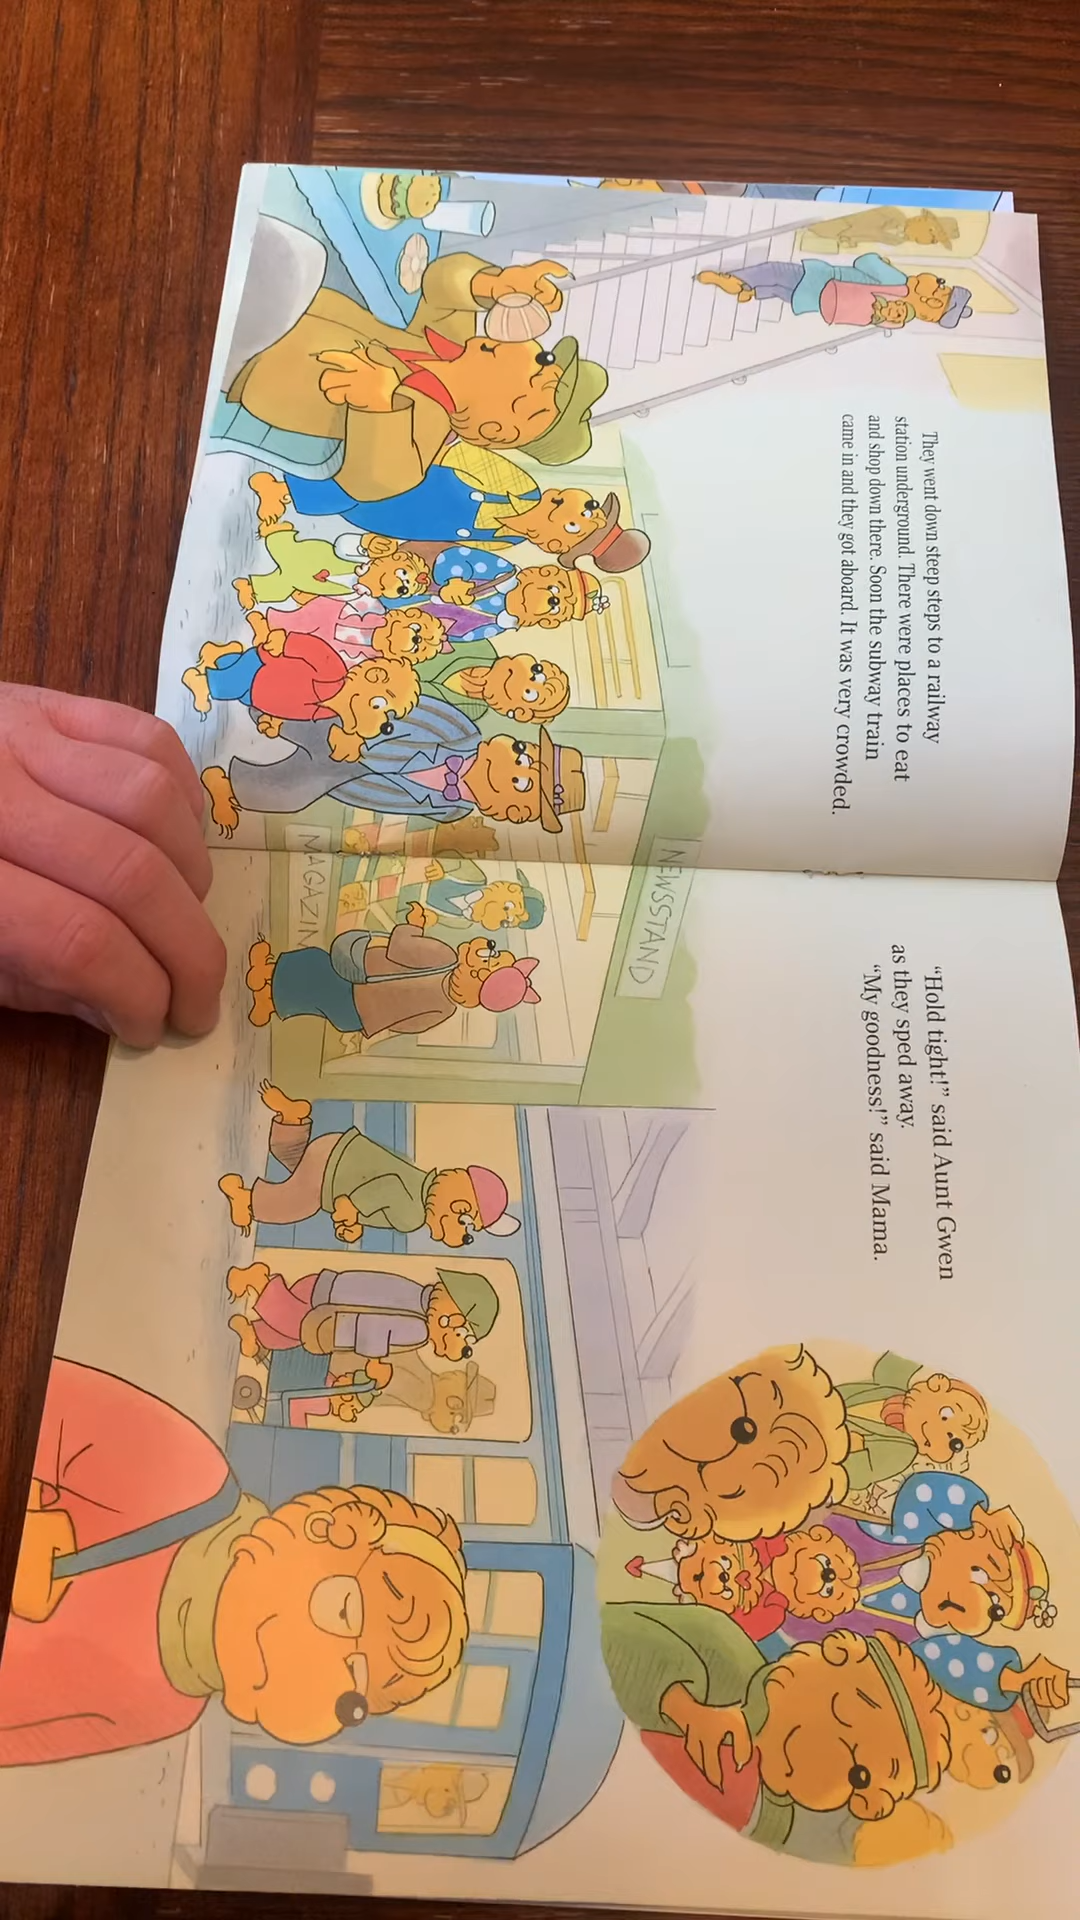 They went down steep steps to a railway
station underground. There were places to eat
and shop down there. Soon the subway train
came in and they got aboard. It was very crowded.
NEWSSTAND
MAGAZIN
“Hold tight!” said Aunt Gwen
as they sped away.
“My goodness!” said Mama.